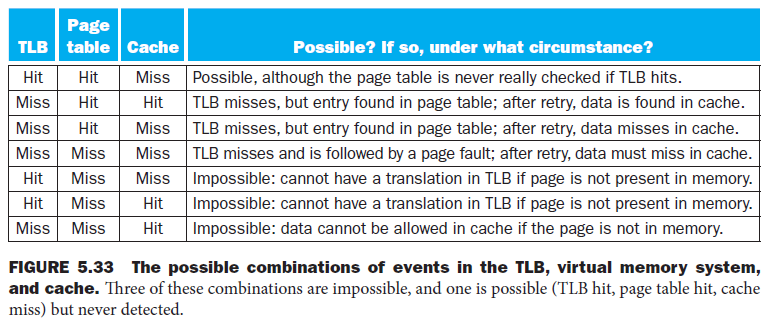 TLB Page table Cache Possible? If so, under what circumstance?
Hit Hit Miss Possible, although the page table is never really checked if TLB hits.
Miss Hit Hit TLB misses, but entry found in page table; after retry, data is found in cache.
Miss Hit Miss TLB misses, but entry found in page table; after retry, data misses in cache.
Miss Miss Miss TLB misses and is followed by a page fault; after retry, data must miss in cache.
Hit Miss Miss Impossible: cannot have a translation in TLB if page is not present in memory.
Hit Miss Hit Impossible: cannot have a translation in TLB if page is not present in memory.
Miss Miss Hit Impossible: data cannot be allowed in cache if the page is not in memory.
FIGURE 5.33 The possible combinations of events in the TLB, virtual memory system,
and cache. Three of these combinations are impossible, and one is possible (TLB hit, page table hit, cache
miss) but never detected.